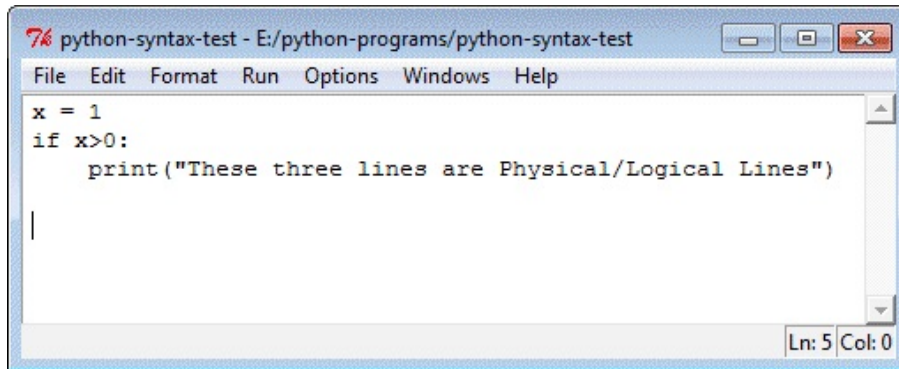 7% python-syntax-test - E:/python-programs/python-syntax-test
File Edit Format Run Options Windows Help
x = 1
if x>0:
    print("These three lines are Physical/Logical Lines")
Ln: 5 Col: 0